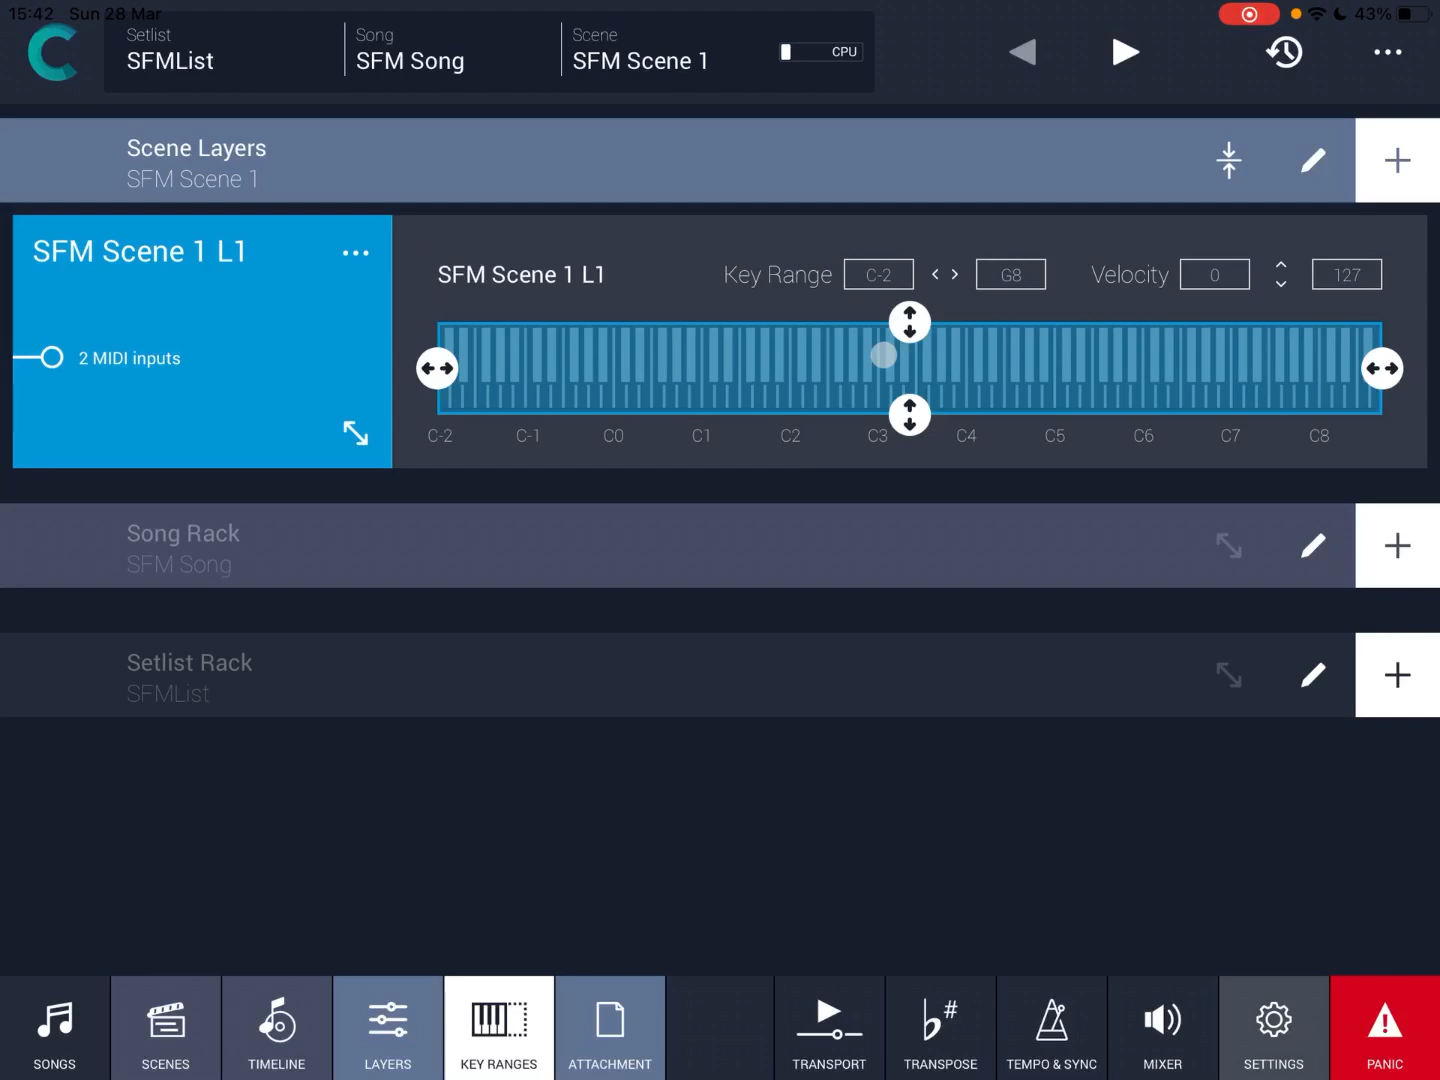 15:42 Sun 28 Mar
43%
Setlist
SFMList
Song
SFM Song
Scene
SFM Scene 1
CPU
Scene Layers
SFM Scene 1
SFM Scene 1 L1
2 MIDI inputs
SFM Scene 1 L1
Key Range C-2 G8
Velocity 0 127
C-2 C-1 C0 C1 C2 C3 C4 C5 C6 C7 C8
Song Rack
SFM Song
Setlist Rack
SFMList
SONGS
SCENES
TIMELINE
LAYERS
KEY RANGES
ATTACHMENT
TRANSPORT
TRANSPOSE
TEMPO & SYNC
MIXER
SETTINGS
PANIC